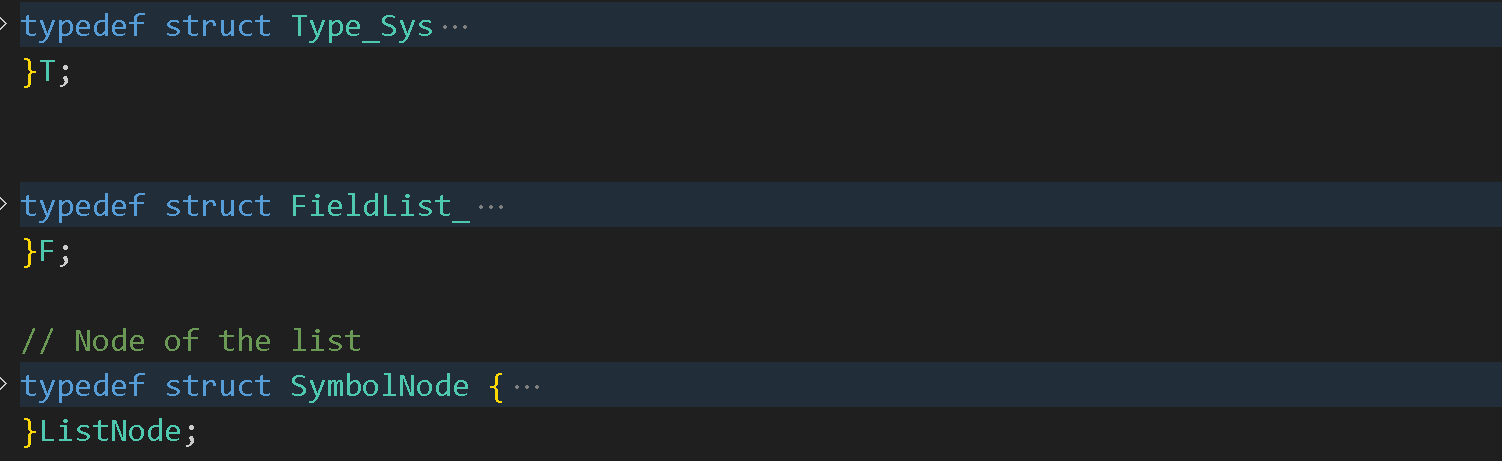 typedef struct Type_Sys ···
}T;
typedef struct FieldList_ ···
}F;
// Node of the list
typedef struct SymbolNode { ···
}ListNode;